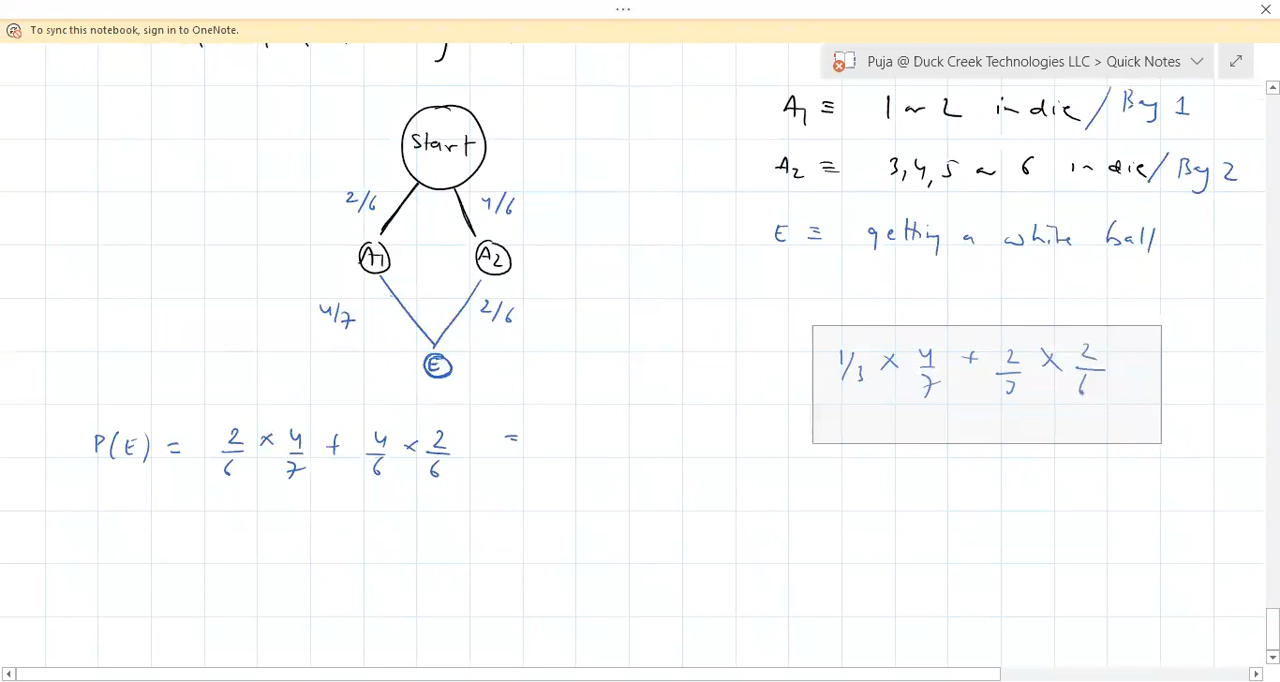 To sync this notebook, sign in to OneNote.
Puja @ Duck Creek Technologies LLC > Quick Notes
A1 ≡ 1 or 2 in die / Bag 1
A2 ≡ 3, 4, 5 or 6 in die / Bag 2
E ≡ getting a white ball
Start
2/6 4/6
A1 A2
4/7 2/6
E
1/3 × 4/7 + 2/3 × 2/6
P(E) = 2/6 × 4/7 + 4/6 × 2/6 =